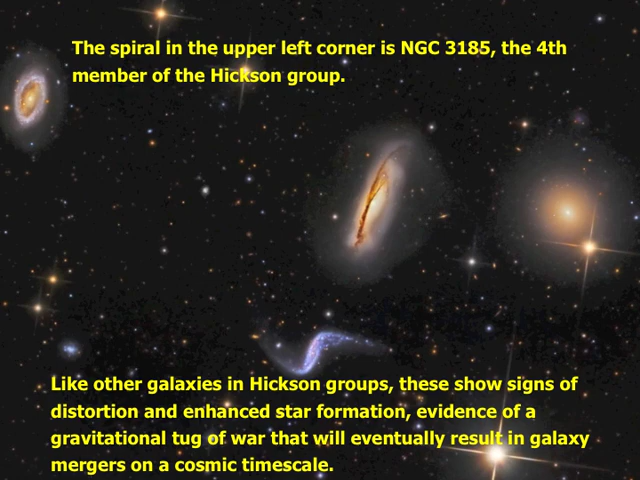 The spiral in the upper left corner is NGC 3185, the 4th
member of the Hickson group.
Like other galaxies in Hickson groups, these show signs of
distortion and enhanced star formation, evidence of a
gravitational tug of war that will eventually result in galaxy
mergers on a cosmic timescale.